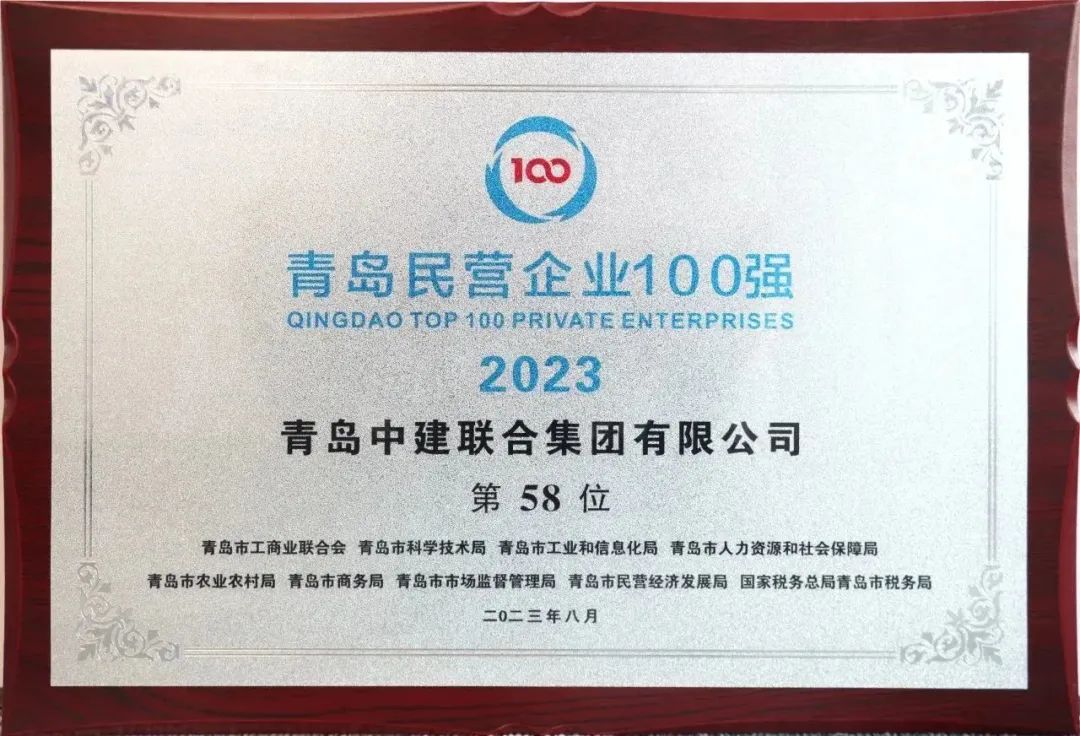 100
青岛民营企业100强
QINGDAO TOP 100 PRIVATE ENTERPRISES
2023
青岛中建联合集团有限公司
第 58 位
青岛市工商业联合会 青岛市科学技术局 青岛市工业和信息化局 青岛市人力资源和社会保障局
青岛市农业农村局 青岛市商务局 青岛市市场监督管理局 青岛市民营经济发展局 国家税务总局青岛市税务局
二0二三年八月